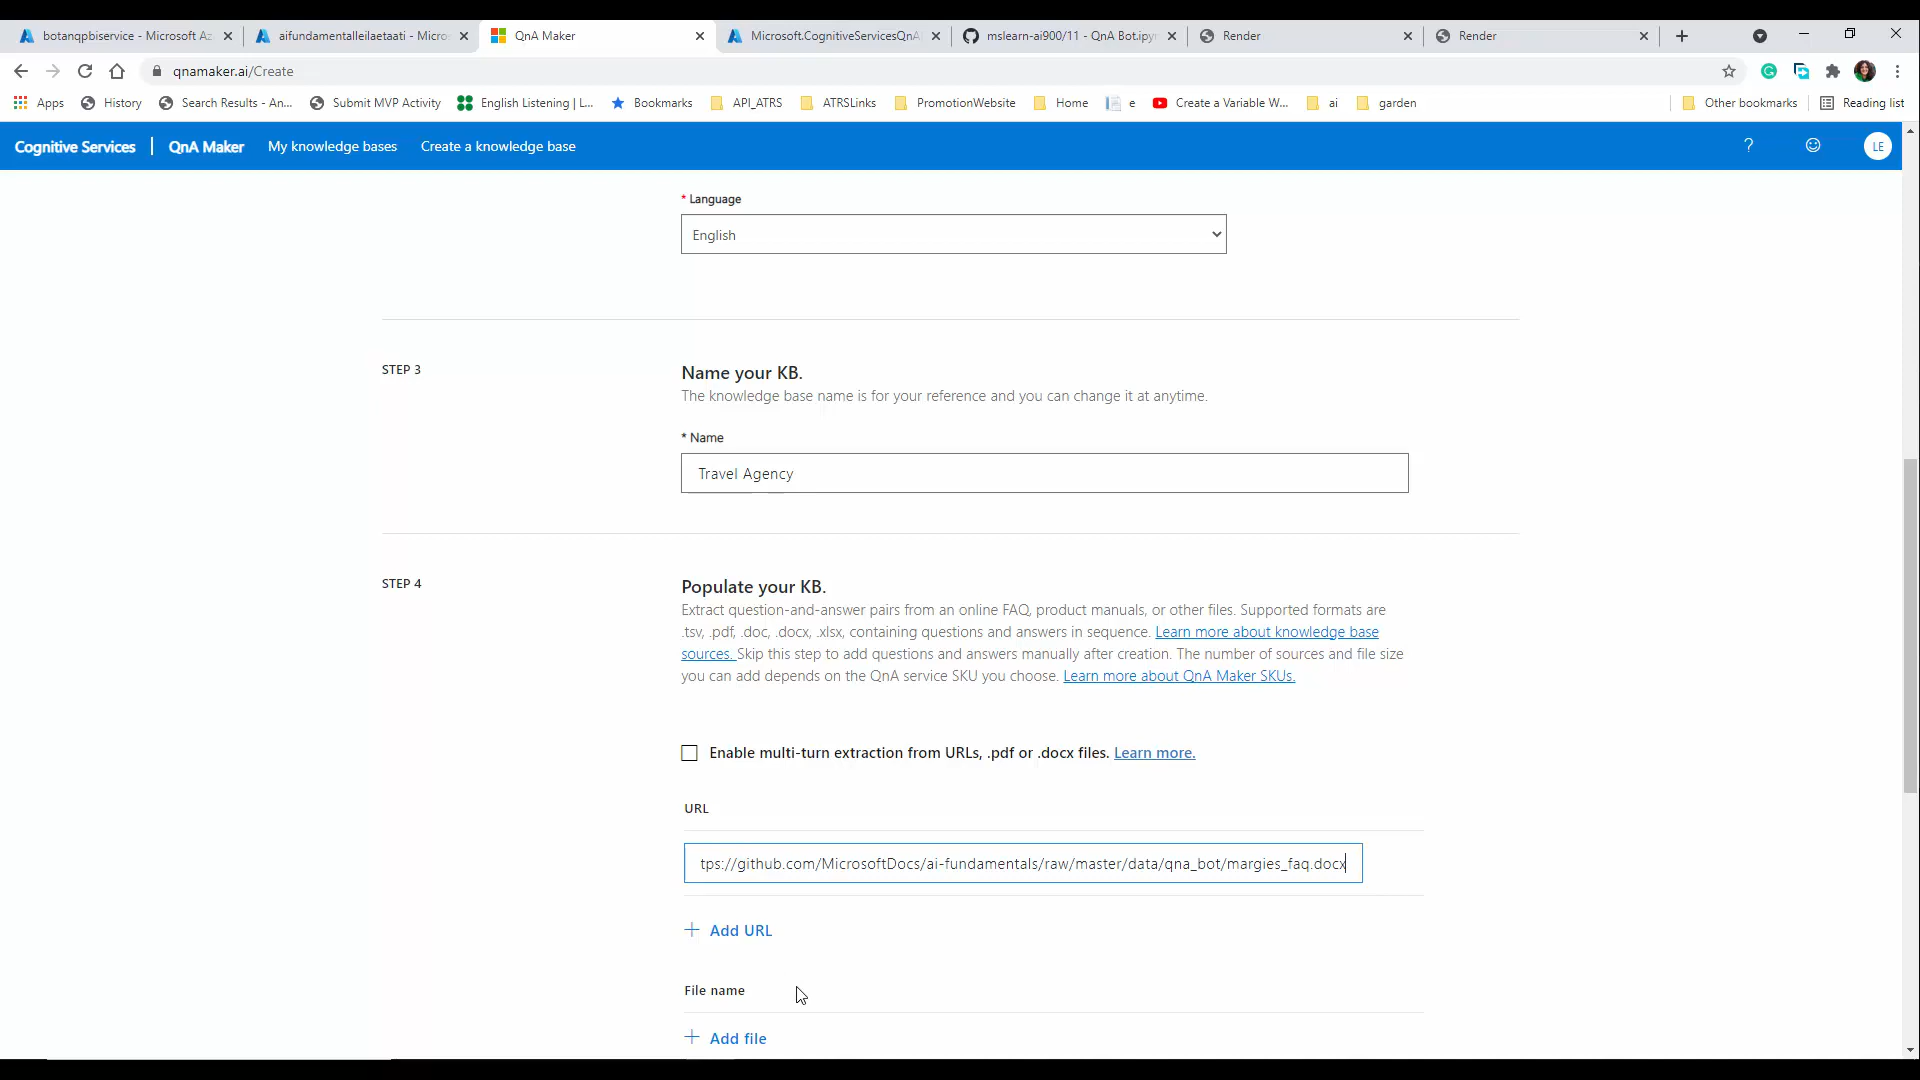 botanqpbiservice - Microsoft Az
aifundamentalleilaetaati - Micro
QnA Maker
Microsoft.CognitiveServicesQnA
mslearn-ai900/11 - QnA Bot.ipyn
Render
Render
qnamaker.ai/Create
Apps
History
Search Results - An...
Submit MVP Activity
English Listening | L...
Bookmarks
API_ATRS
ATRSLinks
PromotionWebsite
Home
e
Create a Variable W...
ai
garden
Other bookmarks
Reading list
Cognitive Services
QnA Maker
My knowledge bases
Create a knowledge base
?
LE
* Language
English
STEP 3
Name your KB.
The knowledge base name is for your reference and you can change it at anytime.
* Name
Travel Agency
STEP 4
Populate your KB.
Extract question-and-answer pairs from an online FAQ, product manuals, or other files. Supported formats are
.tsv, .pdf, .doc, .docx, .xlsx, containing questions and answers in sequence. Learn more about knowledge base
sources. Skip this step to add questions and answers manually after creation. The number of sources and file size
you can add depends on the QnA service SKU you choose. Learn more about QnA Maker SKUs.
Enable multi-turn extraction from URLs, .pdf or .docx files. Learn more.
URL
tps://github.com/MicrosoftDocs/ai-fundamentals/raw/master/data/qna_bot/margies_faq.docx
+ Add URL
File name
+ Add file